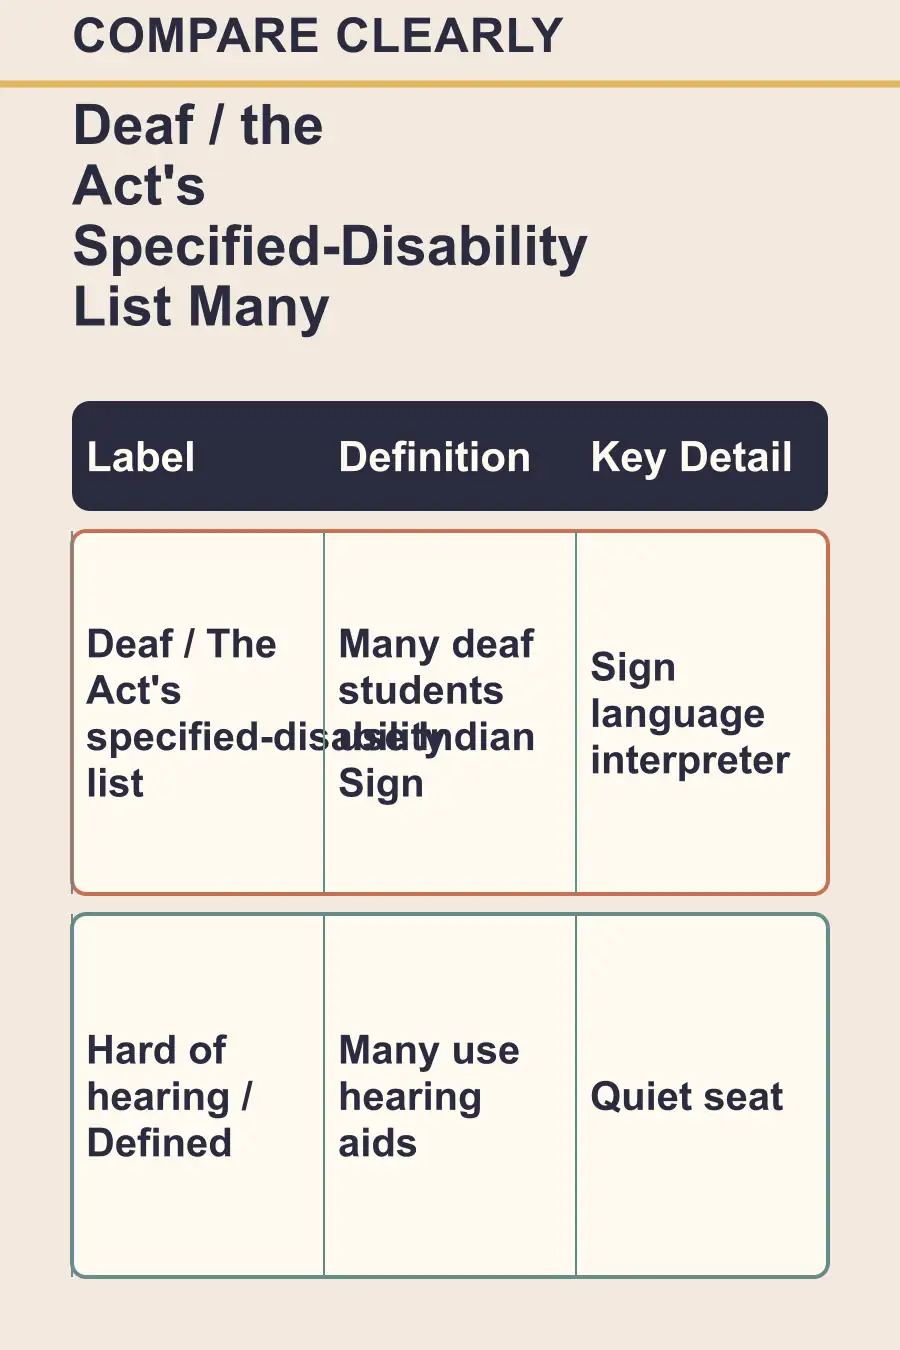 COMPARE CLEARLY
Deaf / the
Act's
Specified-Disability
List Many
Label Definition Key Detail
Deaf / The
Act's
specified-disability
list
Many deaf
students
use Indian
Sign
Sign
language
interpreter
Hard of
hearing /
Defined
Many use
hearing
aids
Quiet seat